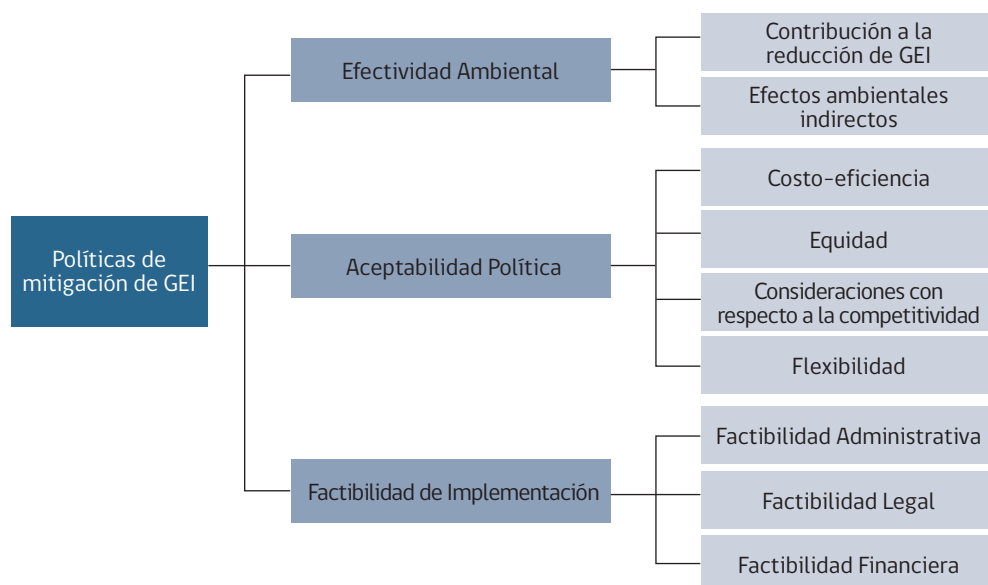 Políticas de
mitigación de GEI
Efectividad Ambiental
Contribución a la
reducción de GEI
Efectos ambientales
indirectos
Aceptabilidad Política
Costo-eficiencia
Equidad
Consideraciones con
respecto a la competitividad
Flexibilidad
Factibilidad de Implementación
Factibilidad Administrativa
Factibilidad Legal
Factibilidad Financiera